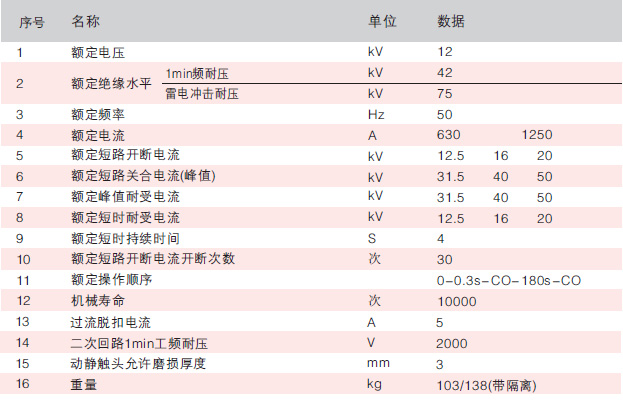 序号 名称 单位 数据
1 额定电压 kV 12
2 额定绝缘水平 1min频耐压 kV 42
雷电冲击耐压 kV 75
3 额定频率 Hz 50
4 额定电流 A 630 1250
5 额定短路开断电流 kV 12.5 16 20
6 额定短路关合电流(峰值) kV 31.5 40 50
7 额定峰值耐受电流 kV 31.5 40 50
8 额定短时耐受电流 kV 12.5 16 20
9 额定短时持续时间 S 4
10 额定短路开断电流开断次数 次 30
11 额定操作顺序 0-0.3s-CO-180s-CO
12 机械寿命 次 10000
13 过流脱扣电流 A 5
14 二次回路1min工频耐压 V 2000
15 动静触头允许磨损厚度 mm 3
16 重量 kg 103/138(带隔离)